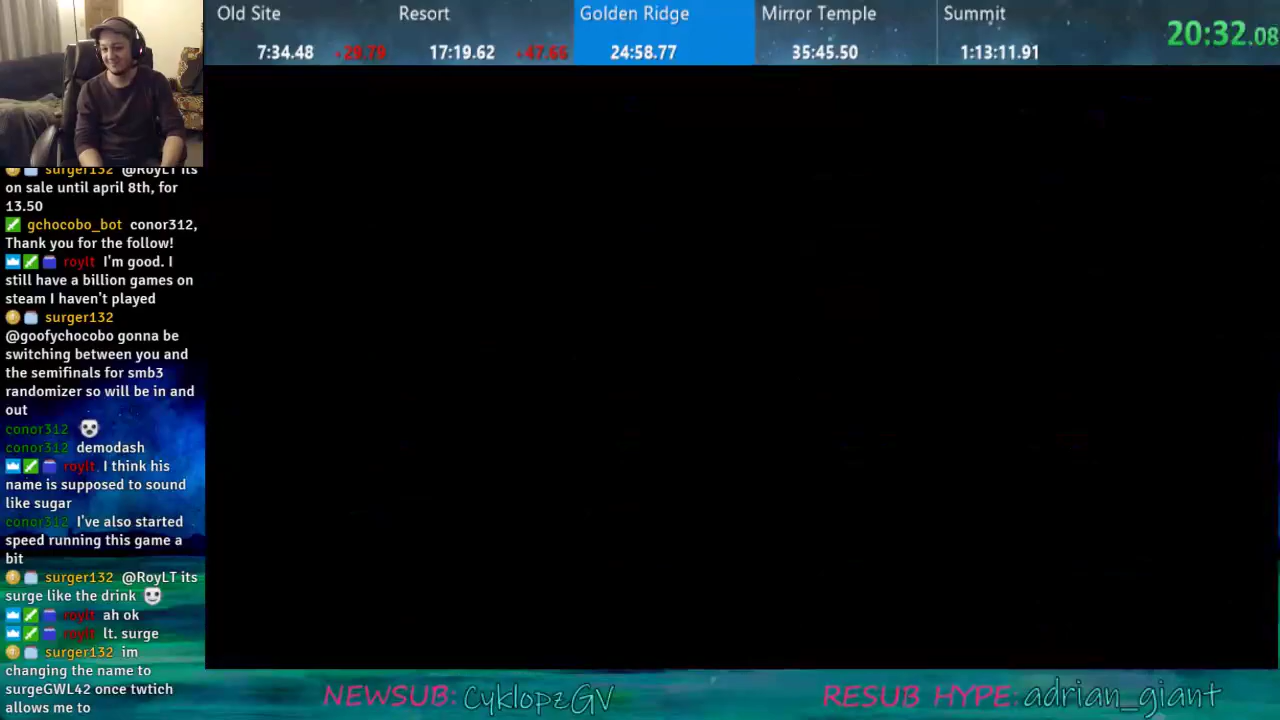 Old Site Resort Golden Ridge Mirror Temple Summit
7:34.48 -29.79 17:19.62 +47.66 24:58.77 35:45.50 1:13:11.91
20:32.08
surger132 @RoyLT its
on sale until april 8th, for
13.50
gchocobo_bot conor312,
Thank you for the follow!
roylt I'm good. I
still have a billion games on
steam I haven't played
surger132
@goofychocobo gonna be
switching between you and
the semifinals for smb3
randomizer so will be in and
out
conor312
conor312 demodash
roylt I think his
name is supposed to sound
like sugar
conor312 I've also started
speed running this game a
bit
surger132 @RoyLT its
surge like the drink
roylt ah ok
roylt lt. surge
surger132 im
changing the name to
surgeGWL42 once twtich
allows me to
NEWSUB: CyklopzGV RESUB HYPE: adrian_giant